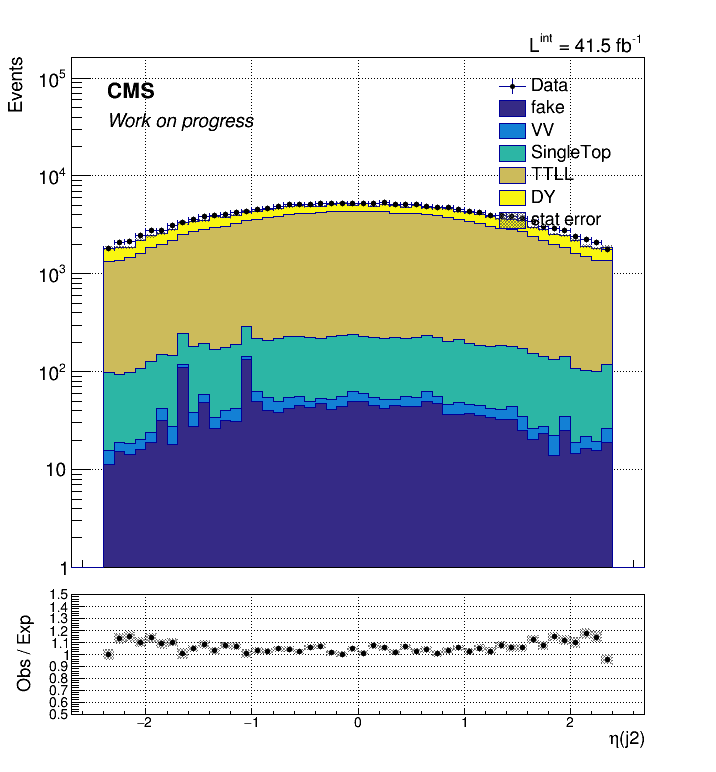 L^int = 41.5 fb^-1
Events
10^5
10^4
10^3
10^2
10
1
CMS
Work on progress
Data
fake
VV
SingleTop
TTLL
DY
stat error
Obs / Exp
1.5
1.4
1.3
1.2
1.1
1
0.9
0.8
0.7
0.6
0.5
−2 −1 0 1 2
η(j2)